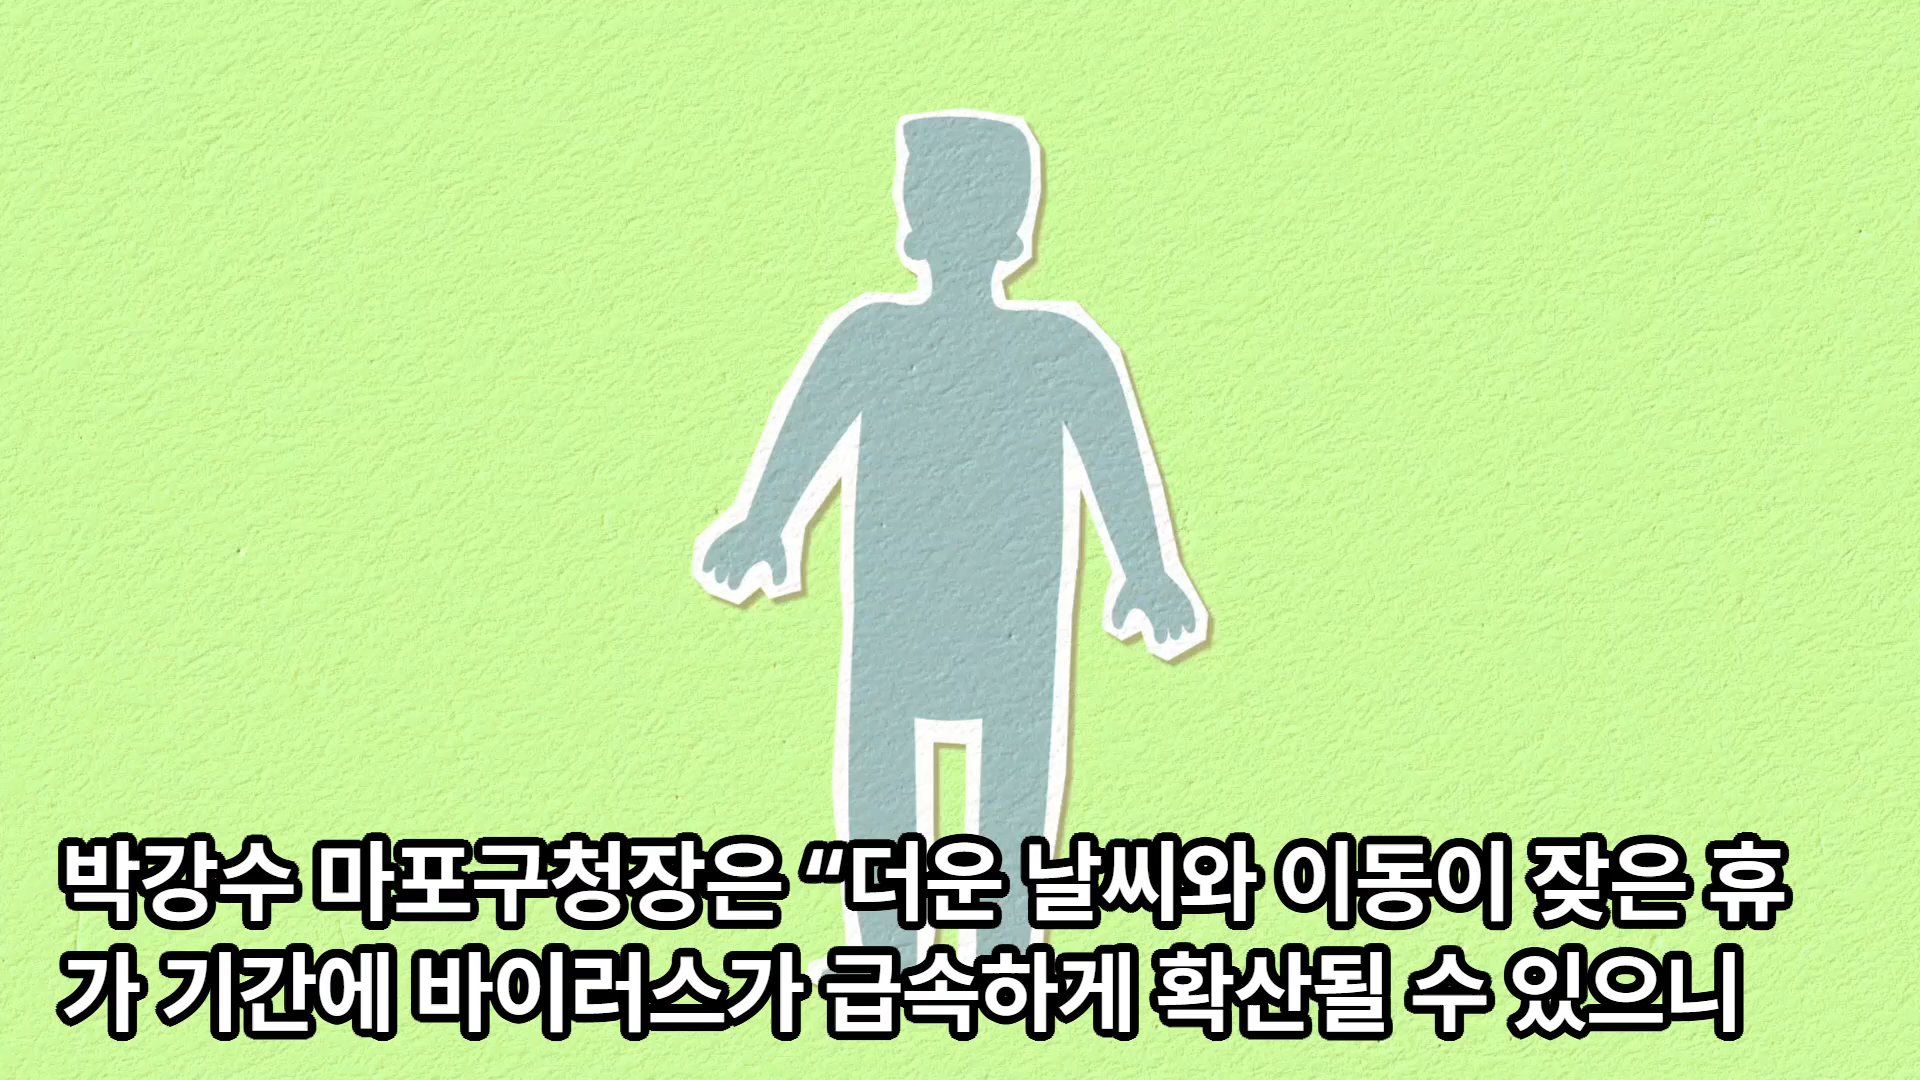 박강수 마포구청장은 “더운 날씨와 이동이 잦은 휴
가 기간에 바이러스가 급속하게 확산될 수 있으니